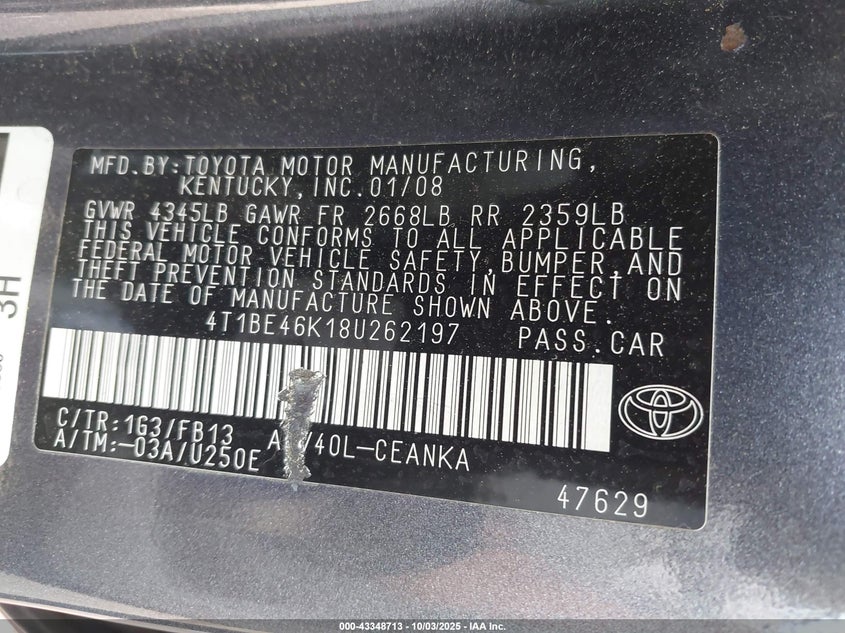 MFD.BY:TOYOTA MOTOR MANUFACTURING,
KENTUCKY,INC.01/08
GVWR 4345LB GAWR FR 2668LB RR 2359LB
THIS VEHICLE CONFORMS TO ALL APPLICABLE
FEDERAL MOTOR VEHICLE SAFETY,BUMPER,AND
THEFT PREVENTION STANDARDS IN EFFECT ON
THE DATE OF MANUFACTURE SHOWN ABOVE.
4T1BE46K18U262197 PASS.CAR
C/TR:1G3/FB13
A/TM:-03A/U250E
/40L-CEANKA
47629
3H
000-43348713 - 10/03/2025 - IAA Inc.